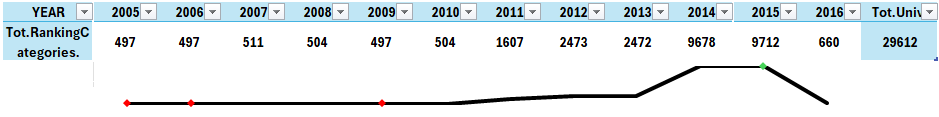 YEAR 2005 2006 2007 2008 2009 2010 2011 2012 2013 2014 2015 2016 Tot.Univ
Tot.RankingC
ategories. 497 497 511 504 497 504 1607 2473 2472 9678 9712 660 29612